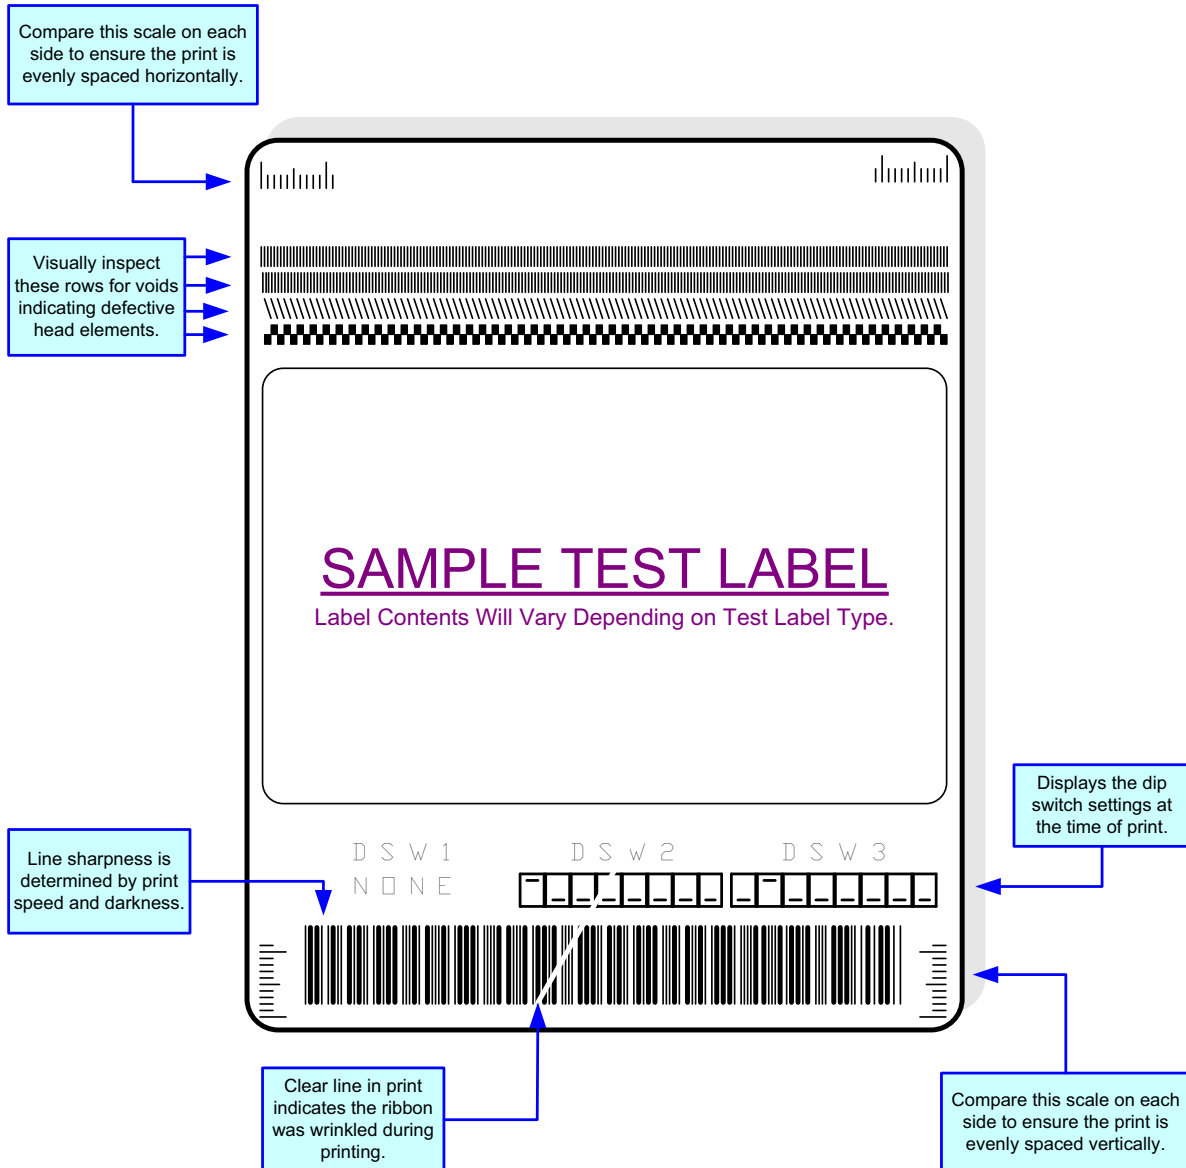 Compare this scale on each
side to ensure the print is
evenly spaced horizontally.
Visually inspect
these rows for voids
indicating defective
head elements.
SAMPLE TEST LABEL
Label Contents Will Vary Depending on Test Label Type.
Displays the dip
switch settings at
the time of print.
Line sharpness is
determined by print
speed and darkness.
DSW1
NONE
DSW2
DSW3
Clear line in print
indicates the ribbon
was wrinkled during
printing.
Compare this scale on each
side to ensure the print is
evenly spaced vertically.